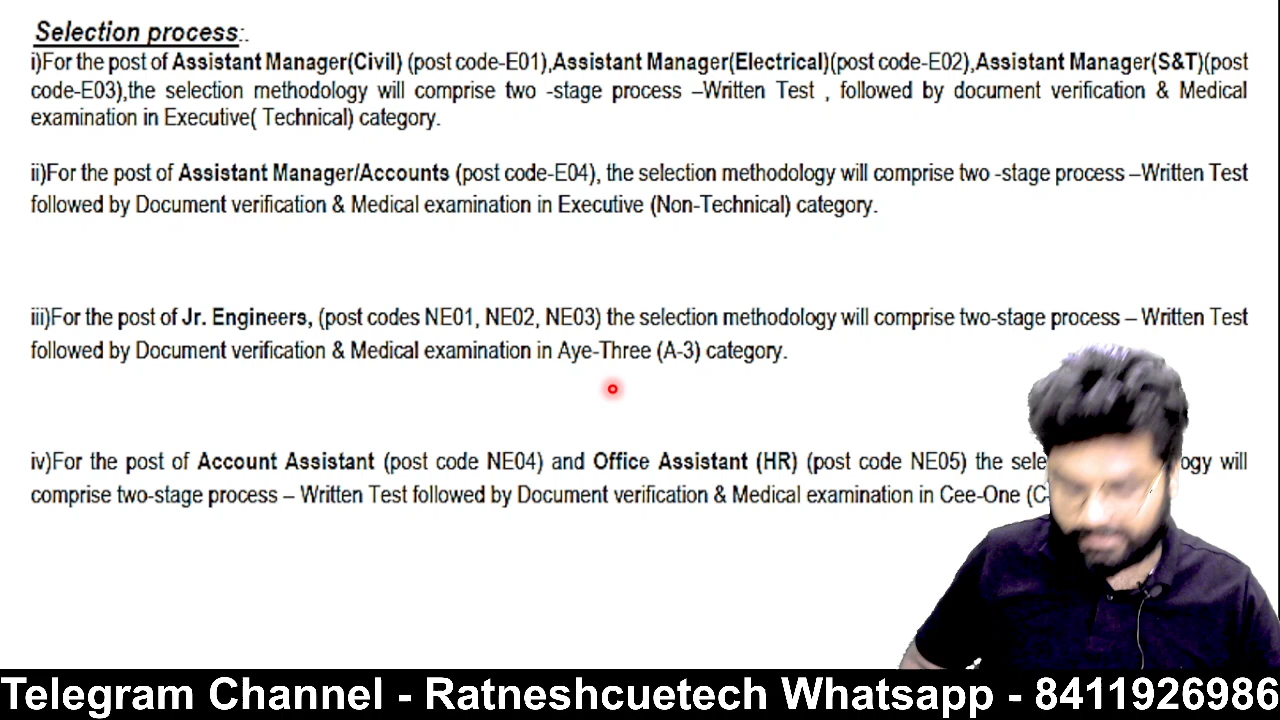 Selection process:.
i)For the post of Assistant Manager(Civil) (post code-E01),Assistant Manager(Electrical)(post code-E02),Assistant Manager(S&T)(post
code-E03),the selection methodology will comprise two -stage process –Written Test , followed by document verification & Medical
examination in Executive( Technical) category.
ii)For the post of Assistant Manager/Accounts (post code-E04), the selection methodology will comprise two -stage process –Written Test
followed by Document verification & Medical examination in Executive (Non-Technical) category.
iii)For the post of Jr. Engineers, (post codes NE01, NE02, NE03) the selection methodology will comprise two-stage process – Written Test
followed by Document verification & Medical examination in Aye-Three (A-3) category.
iv)For the post of Account Assistant (post code NE04) and Office Assistant (HR) (post code NE05) the will
comprise two-stage process – Written Test followed by Document verification & Medical examination in Cee-One
Telegram Channel - Ratneshcuetech Whatsapp - 8411926986